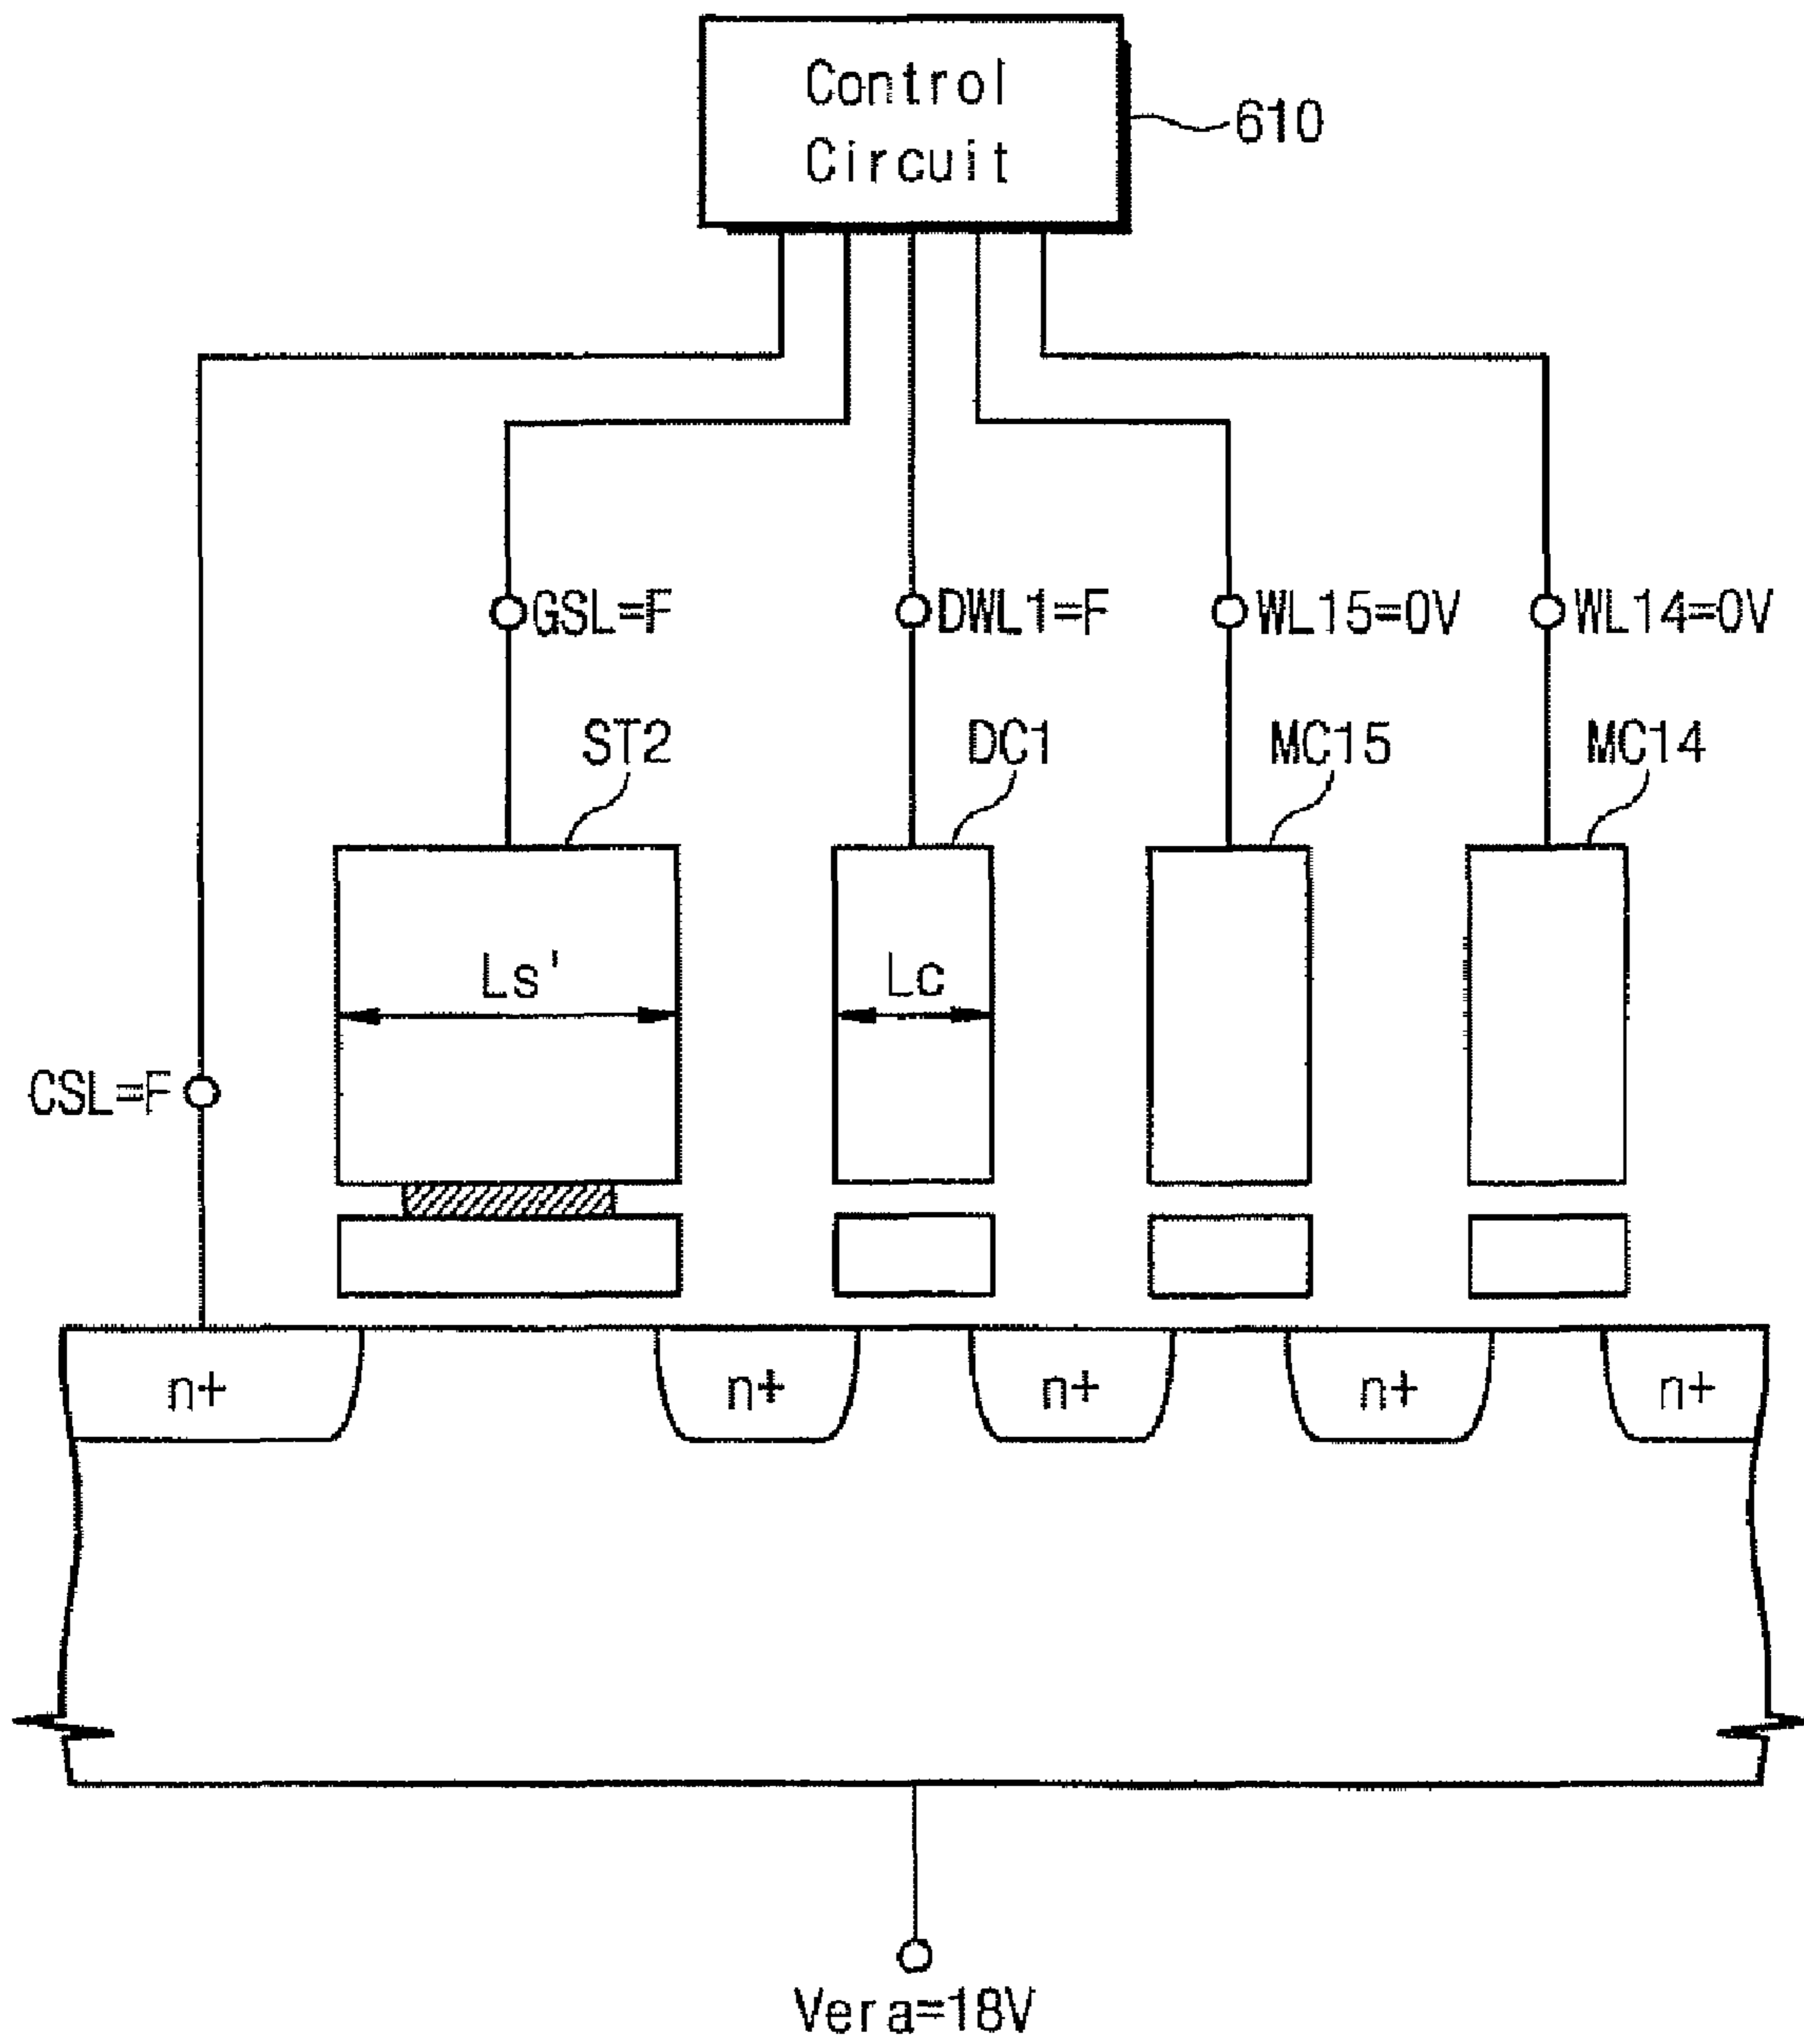 Control
Circuit
610
GSL=F
DWL1=F
WL15=0V
WL14=0V
ST2
DC1
MC15
MC14
Ls'
Lc
CSL=F
n+
n+
n+
n+
n+
Vera=18V